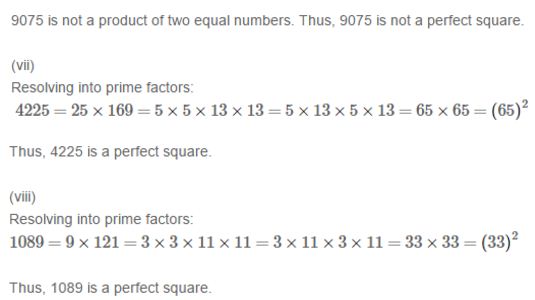 9075 is not a product of two equal numbers. Thus, 9075 is not a perfect square.
(vii)
Resolving into prime factors:
4225 = 25 × 169 = 5 × 5 × 13 × 13 = 5 × 13 × 5 × 13 = 65 × 65 = (65)²
Thus, 4225 is a perfect square.
(viii)
Resolving into prime factors:
1089 = 9 × 121 = 3 × 3 × 11 × 11 = 3 × 11 × 3 × 11 = 33 × 33 = (33)²
Thus, 1089 is a perfect square.